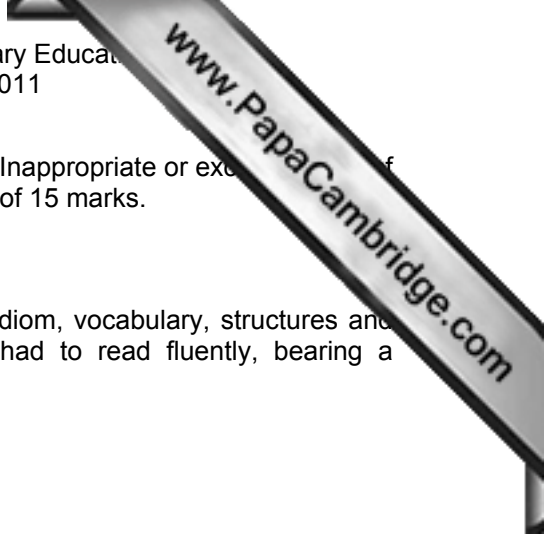 ary Educat
011
www.PapaCambridge.com
Inappropriate or exc f
of 15 marks.
diom, vocabulary, structures and
had to read fluently, bearing a